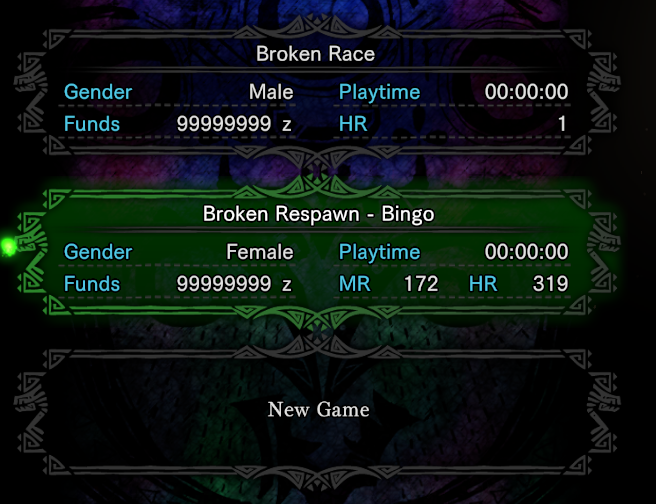 Broken Race
Gender Male Playtime 00:00:00
Funds 99999999 z HR 1
Broken Respawn - Bingo
Gender Female Playtime 00:00:00
Funds 99999999 z MR 172 HR 319
New Game